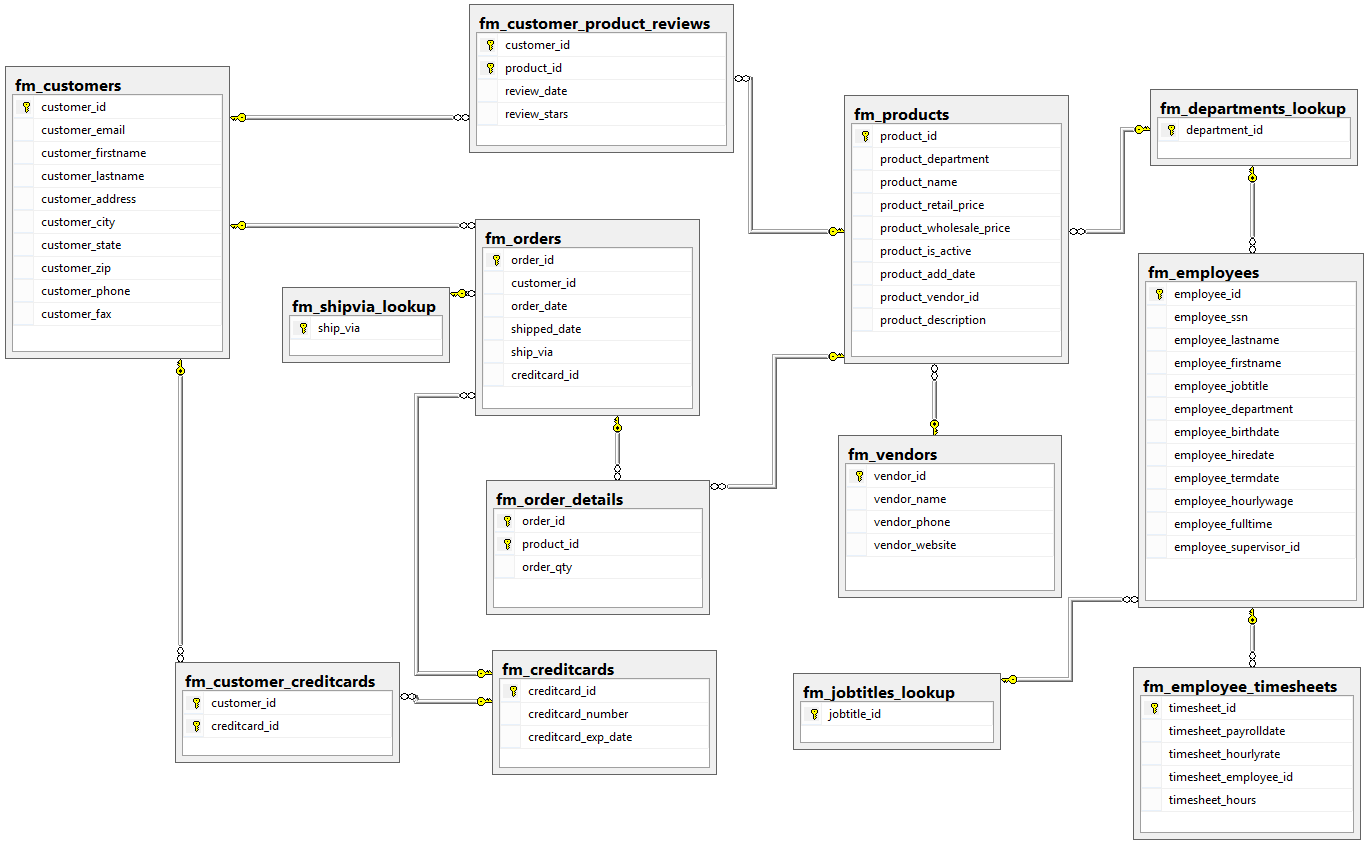 fm_customer_product_reviews
customer_id
product_id
review_date
review_stars
fm_customers
customer_id
customer_email
customer_firstname
customer_lastname
customer_address
customer_city
customer_state
customer_zip
customer_phone
customer_fax
fm_products
product_id
product_department
product_name
product_retail_price
product_wholesale_price
product_is_active
product_add_date
product_vendor_id
product_description
fm_departments_lookup
department_id
fm_orders
order_id
customer_id
order_date
shipped_date
ship_via
creditcard_id
fm_shipvia_lookup
ship_via
fm_employees
employee_id
employee_ssn
employee_lastname
employee_firstname
employee_jobtitle
employee_department
employee_birthdate
employee_hiredate
employee_termdate
employee_hourlywage
employee_fulltime
employee_supervisor_id
fm_vendors
vendor_id
vendor_name
vendor_phone
vendor_website
fm_order_details
order_id
product_id
order_qty
fm_customer_creditcards
customer_id
creditcard_id
fm_creditcards
creditcard_id
creditcard_number
creditcard_exp_date
fm_jobtitles_lookup
jobtitle_id
fm_employee_timesheets
timesheet_id
timesheet_payrolldate
timesheet_hourlyrate
timesheet_employee_id
timesheet_hours